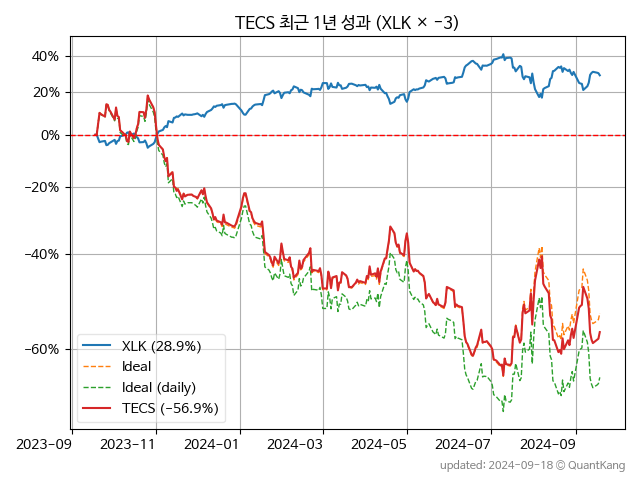 TECS 최근 1년 성과 (XLK × −3)
40%
20%
0%
−20%
−40%
−60%
XLK (28.9%)
Ideal
Ideal (daily)
TECS (−56.9%)
2023-09
2023-11
2024-01
2024-03
2024-05
2024-07
2024-09
updated: 2024-09-18 © QuantKang